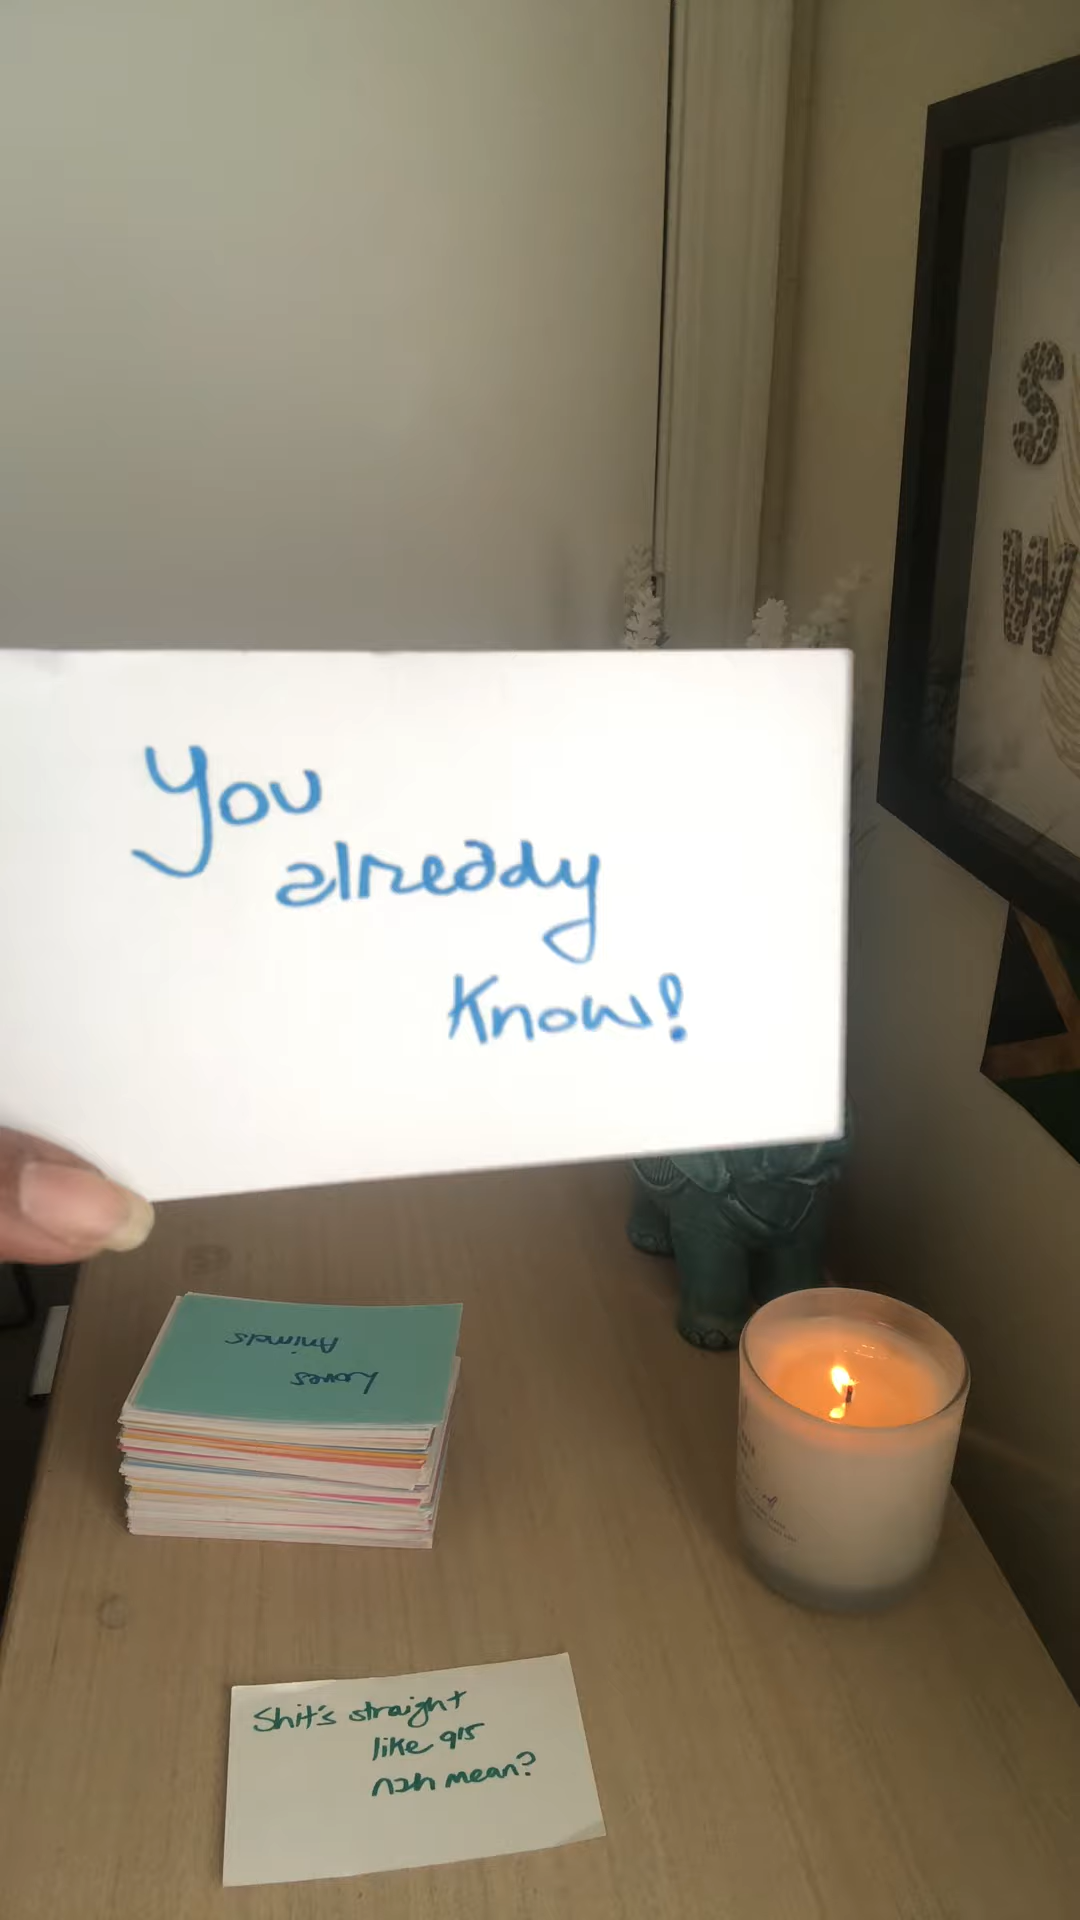 S
W
You
already
Know!
Loves
Animals
Shit's straight
like 915
nah mean?